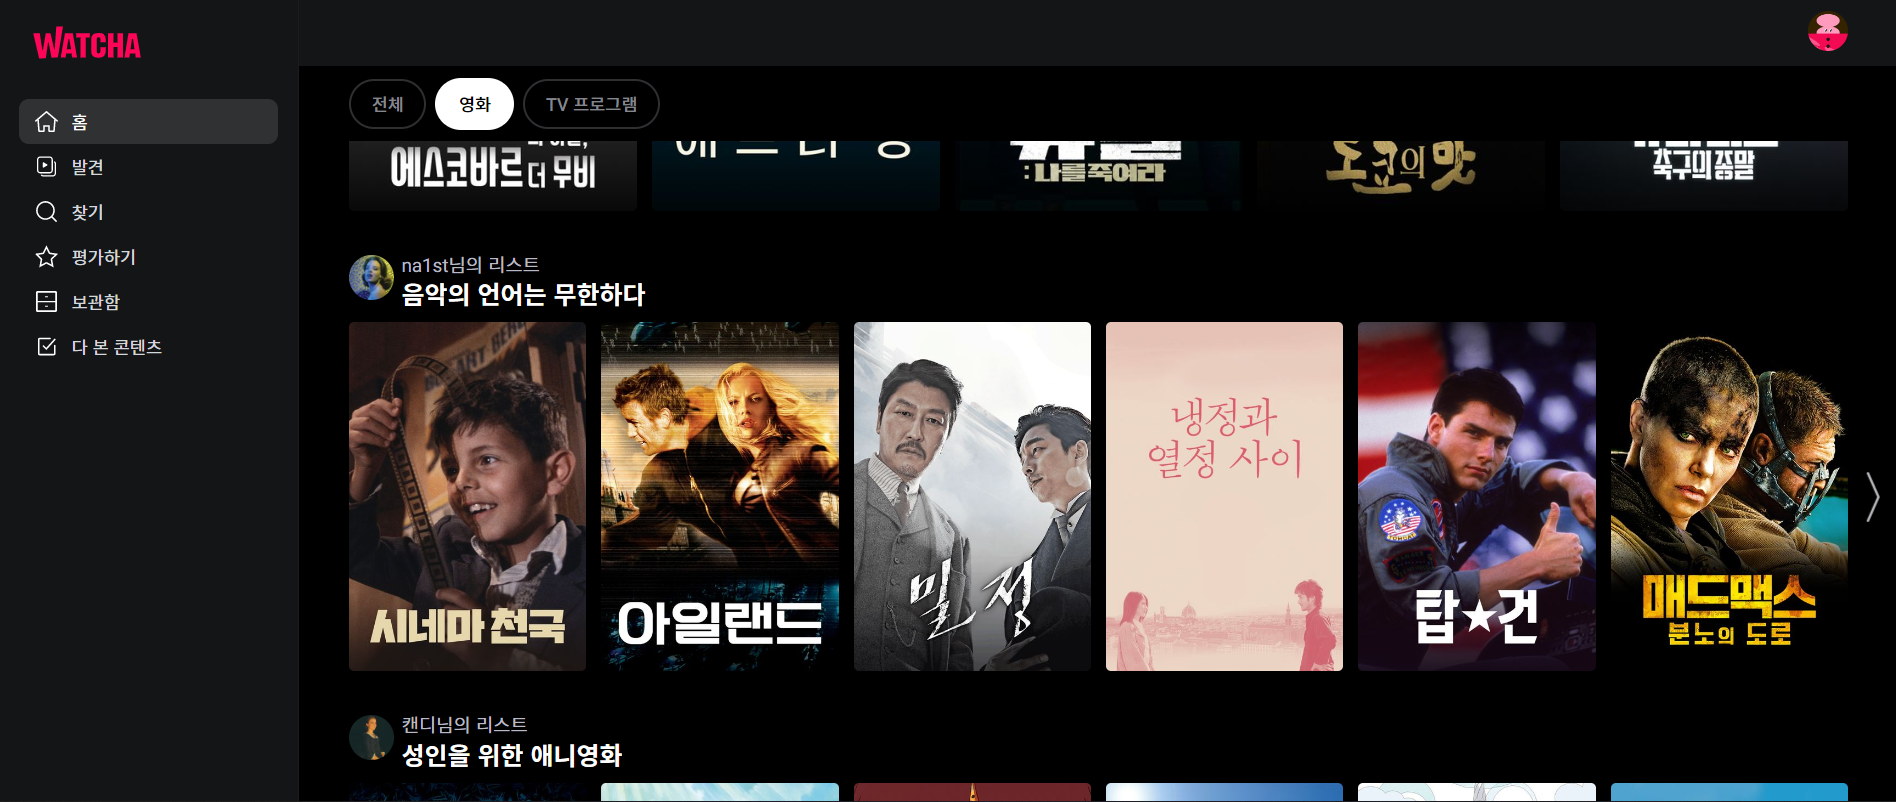 WATCHA
홈
발견
찾기
평가하기
보관함
다 본 콘텐츠
전체
영화
TV 프로그램
에스코바르 더 무비
:나를 죽여라
도쿄의 맛
축구의 종말
na1st님의 리스트
음악의 언어는 무한하다
시네마 천국
아일랜드
밀정
냉정과
열정 사이
탑★건
매드맥스
분노의 도로
캔디님의 리스트
성인을 위한 애니영화